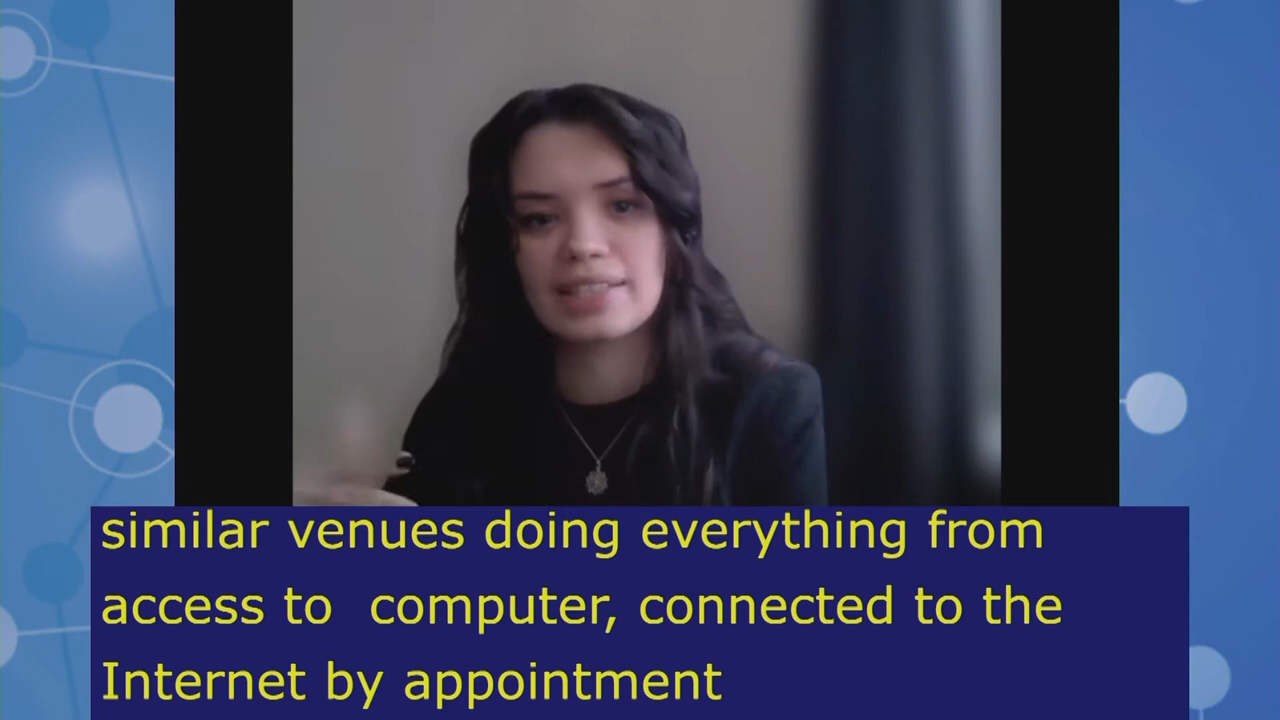 similar venues doing everything from
access to  computer, connected to the
Internet by appointment